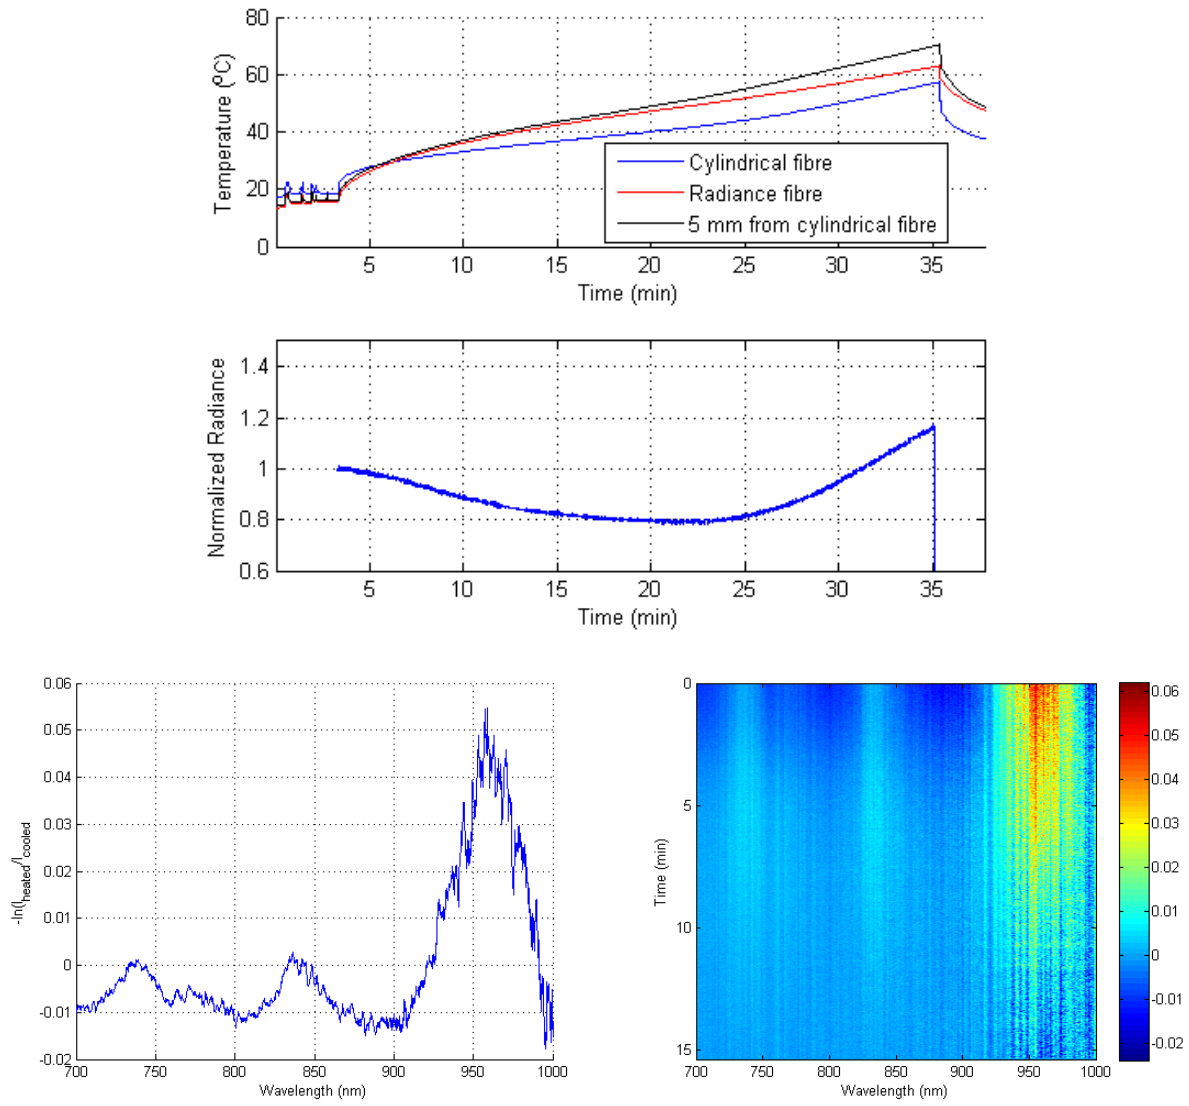 80
60
40
20
0
Temperature (ºC)
Cylindrical fibre
Radiance fibre
5 mm from cylindrical fibre
5 10 15 20 25 30 35
Time (min)
1.4
1.2
1
0.8
0.6
Normalized Radiance
5 10 15 20 25 30 35
Time (min)
0.06
0.05
0.04
0.03
0.02
0.01
0
-0.01
-0.02
-ln(I_heated/I_cooled
700 750 800 850 900 950 1000
Wavelength (nm)
0
5
10
15
Time (min)
700 750 800 850 900 950 1000
Wavelength (nm)
0.06
0.05
0.04
0.03
0.02
0.01
0
-0.01
-0.02